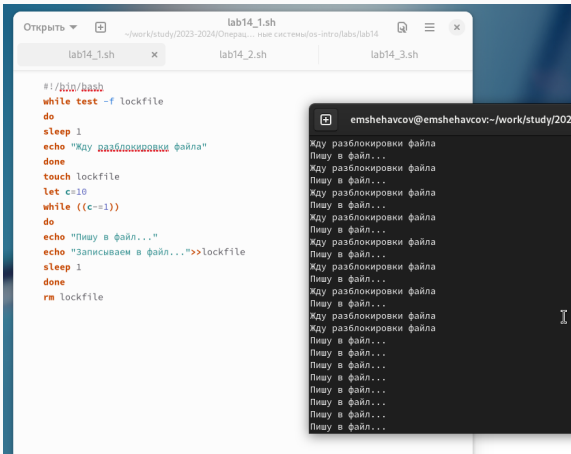 Открыть
lab14_1.sh
~/work/study/2023-2024/Операц... ные системы/os-intro/labs/lab14
lab14_1.sh
lab14_2.sh
lab14_3.sh
#!/bin/bash
while test -f lockfile
do
sleep 1
echo "Жду разблокировки файла"
done
touch lockfile
let c=10
while ((c-=1))
do
echo "Пишу в файл..."
echo "Записываем в файл...">>lockfile
sleep 1
done
rm lockfile
emshehavcov@emshehavcov:~/work/study/202
Жду разблокировки файла
Пишу в файл...
Жду разблокировки файла
Пишу в файл...
Жду разблокировки файла
Пишу в файл...
Жду разблокировки файла
Пишу в файл...
Жду разблокировки файла
Пишу в файл...
Жду разблокировки файла
Пишу в файл...
Жду разблокировки файла
Пишу в файл...
Жду разблокировки файла
Жду разблокировки файла
Пишу в файл...
Пишу в файл...
Пишу в файл...
Пишу в файл...
Пишу в файл...
Пишу в файл...
Пишу в файл...
Пишу в файл...